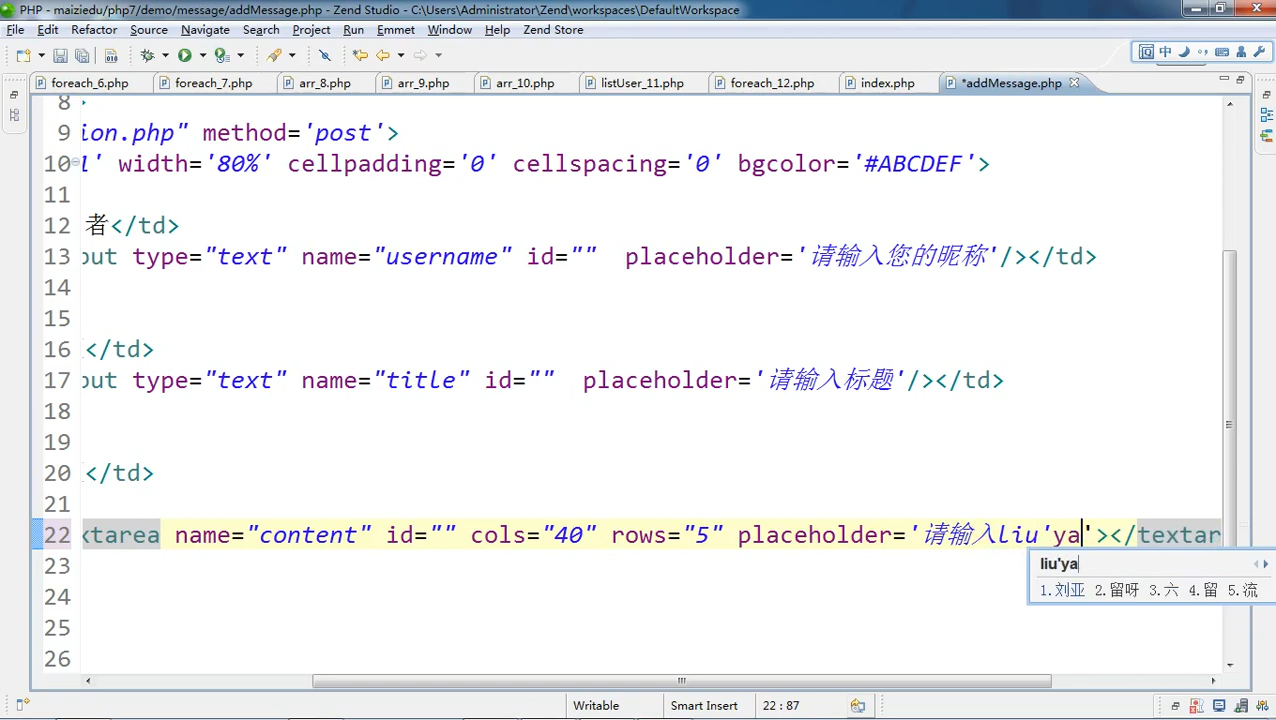 PHP - maiziedu/php7/demo/message/addMessage.php - Zend Studio - C:\Users\Administrator\Zend\workspaces\DefaultWorkspace
File Edit Refactor Source Navigate Search Project Run Emmet Window Help Zend Store
中
foreach_6.php foreach_7.php arr_8.php arr_9.php arr_10.php listUser_11.php foreach_12.php index.php *addMessage.php
8
9 ion.php" method='post'>
10 l' width='80%' cellpadding='0' cellspacing='0' bgcolor='#ABCDEF'>
11
12 者</td>
13 put type="text" name="username" id="" placeholder='请输入您的昵称'/></td>
14
15
16 </td>
17 put type="text" name="title" id="" placeholder='请输入标题'/></td>
18
19
20 </td>
21
22 xtarea name="content" id="" cols="40" rows="5" placeholder='请输入liu'ya'></textar
23
liu'ya
24
1.刘亚 2.留呀 3.六 4.留 5.流
25
26
Writable Smart Insert 22 : 87